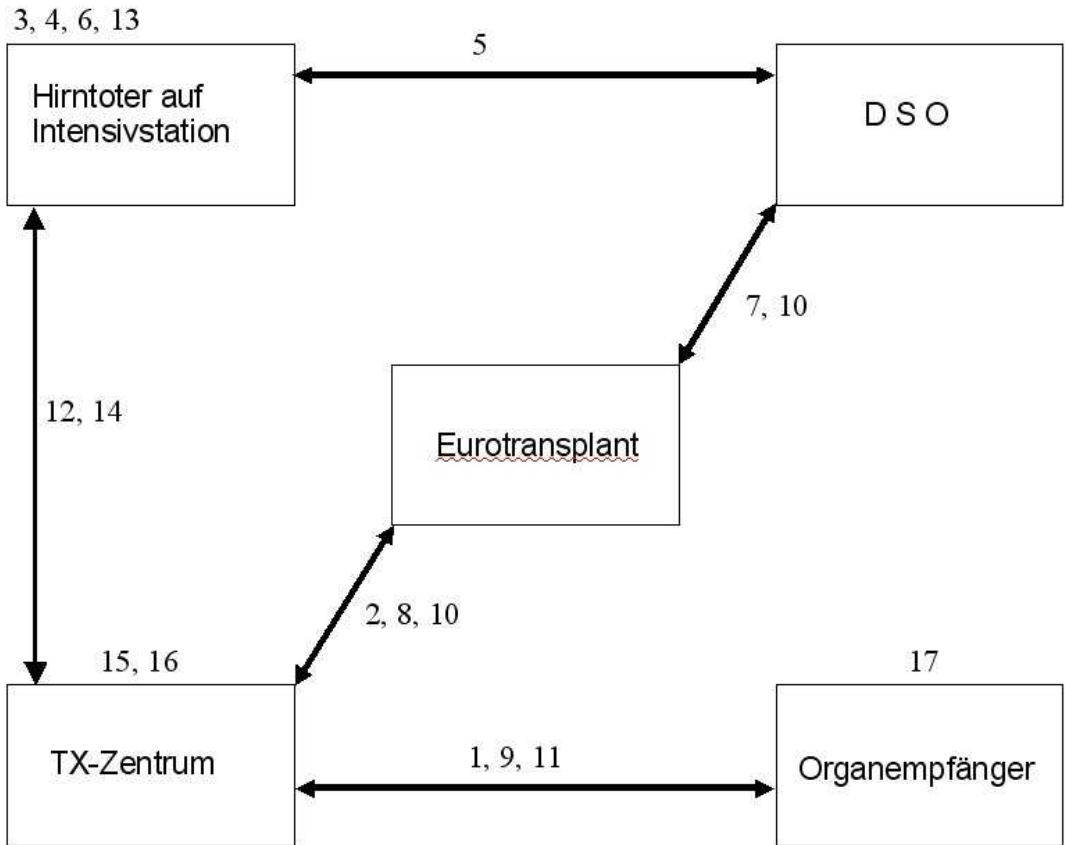 3, 4, 6, 13
5
Hirntoter auf
Intensivstation
D S O
7, 10
12, 14
Eurotransplant
2, 8, 10
15, 16
17
1, 9, 11
TX-Zentrum
Organempfänger